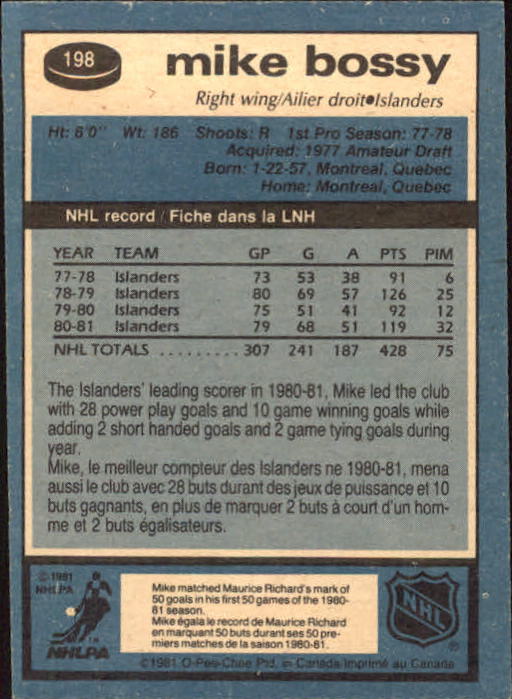 198
mike bossy
Right wing/Ailier droit●Islanders
Ht: 6'0" Wt: 186 Shoots: R 1st Pro Season: 77-78
Acquired: 1977 Amateur Draft
Born: 1-22-57, Montreal, Quebec
Home: Montreal, Quebec
NHL record / Fiche dans la LNH
YEAR TEAM GP G A PTS PIM
77-78 Islanders 73 53 38 91 6
78-79 Islanders 80 69 57 126 25
79-80 Islanders 75 51 41 92 12
80-81 Islanders 79 68 51 119 32
NHL TOTALS ......... 307 241 187 428 75
The Islanders' leading scorer in 1980-81, Mike led the club
with 28 power play goals and 10 game winning goals while
adding 2 short handed goals and 2 game tying goals during
year.
Mike, le meilleur compteur des Islanders ne 1980-81, mena
aussi le club avec 28 buts durant des jeux de puissance et 10
buts gagnants, en plus de marquer 2 buts à court d'un hom-
me et 2 buts égalisateurs.
© 1981
NHLPA
NHLPA
Mike matched Maurice Richard's mark of
50 goals in his first 50 games of the 1980-
81 season.
Mike égala le record de Maurice Richard
en marquant 50 buts durant ses 50 pre-
miers matches de la saison 1980-81.
NHL
©1981 O-Pee-Chee Ptd. in Canada Imprimé au Canada